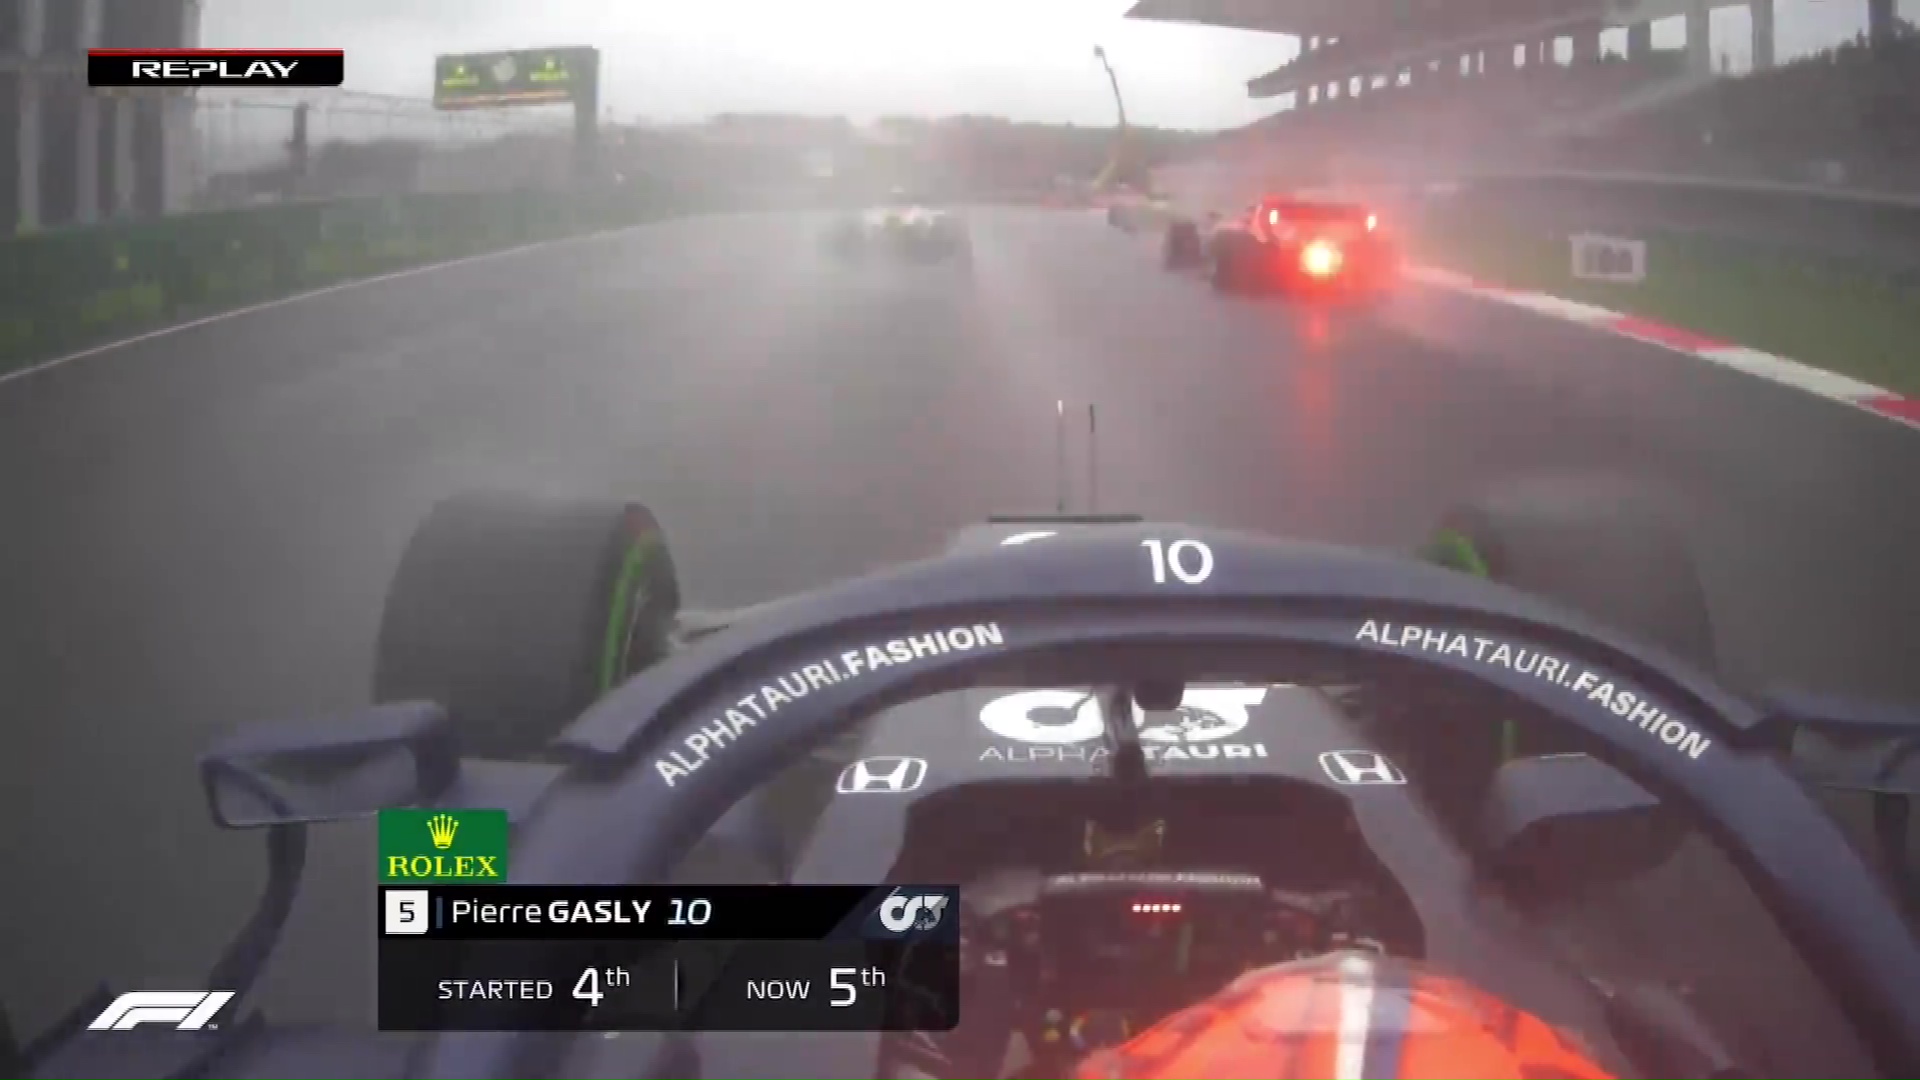 REPLAY
10
ALPHATAURI.FASHION
ALPHATAURI.FASHION
ALPHATAURI
ROLEX
5 Pierre GASLY 10
STARTED 4th NOW 5th